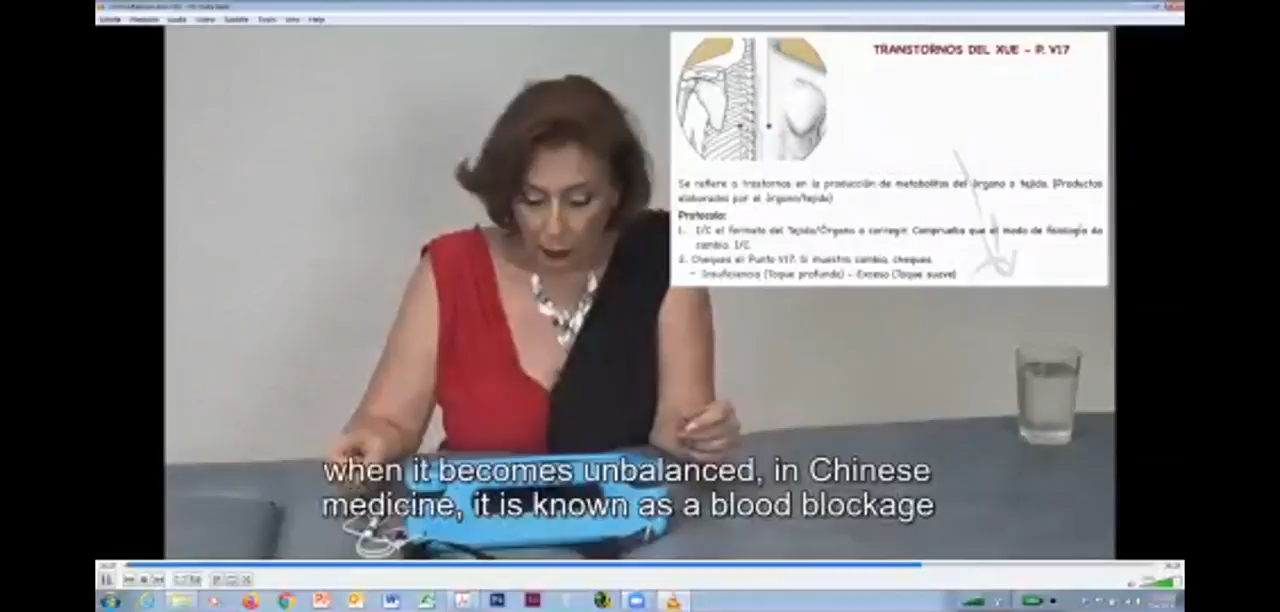 TRANSTORNOS DEL XUE - P. V17
Se refiere a trastornos en la producción de metabolitos del órgano o tejido. (Productos
elaborados por el órgano/tejido)
Protocolo:
1. I/C el formato del Tejido/Órgano a corregir. Comprueba que el modo de fisiología da
cambio. I/C.
2. Chequea el Punto V17. Si muestra cambio, chequea:
- Insuficiencia (Toque profundo) - Exceso (Toque suave)
when it becomes unbalanced, in Chinese
medicine, it is known as a blood blockage